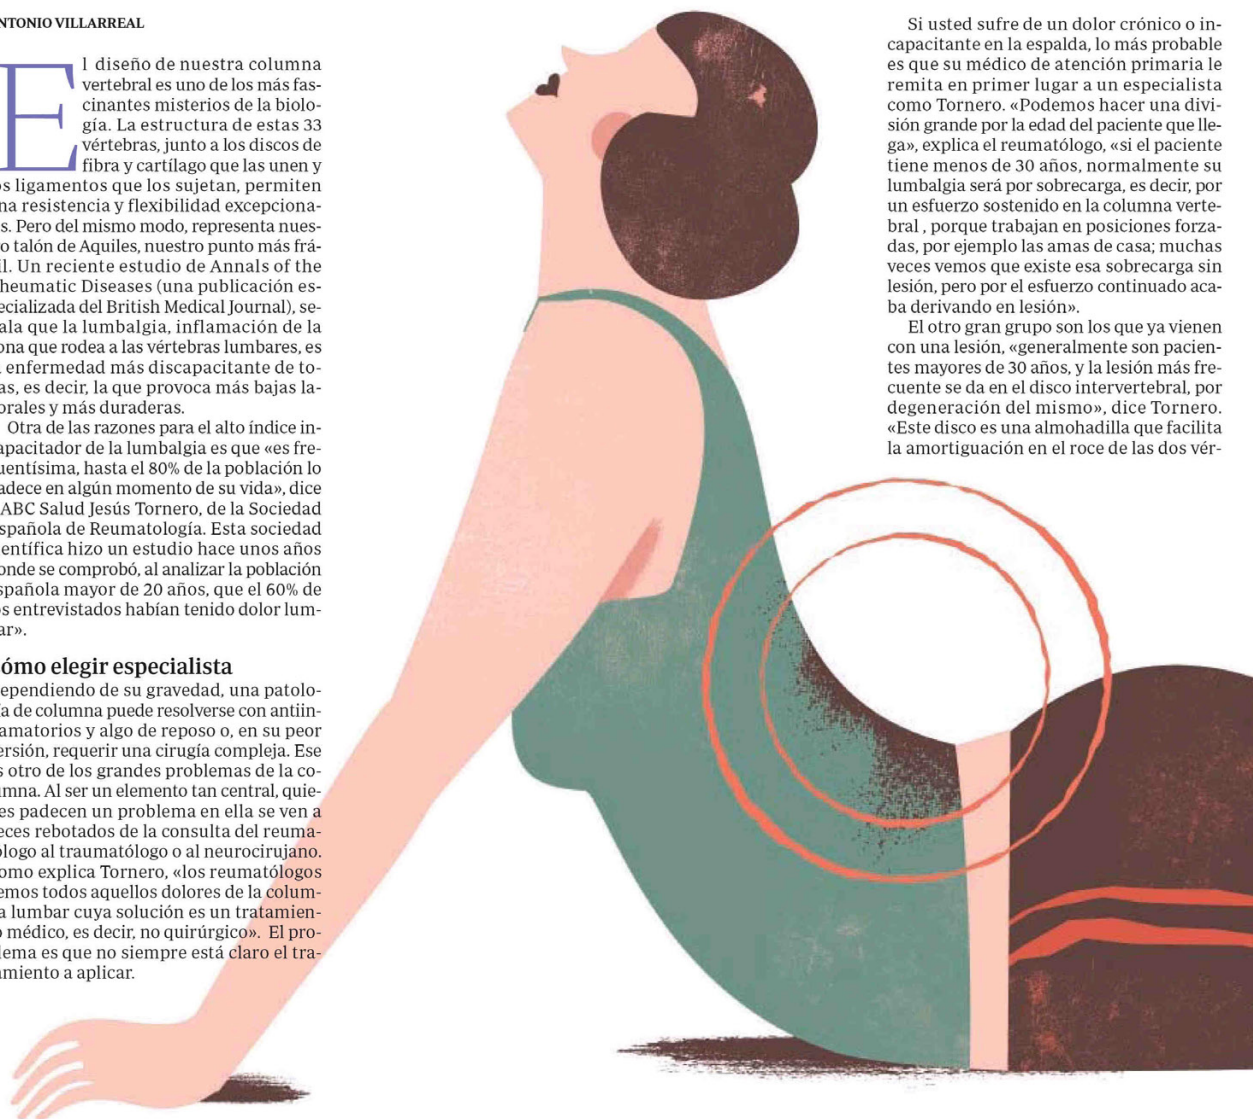 NTONIO VILLARREAL
El diseño de nuestra columna
vertebral es uno de los más fas-
cinantes misterios de la biolo-
gía. La estructura de estas 33
vértebras, junto a los discos de
fibra y cartílago que las unen y
os ligamentos que los sujetan, permiten
na resistencia y flexibilidad excepciona-
s. Pero del mismo modo, representa nues-
o talón de Aquiles, nuestro punto más frá-
il. Un reciente estudio de Annals of the
heumatic Diseases (una publicación es-
ecializada del British Medical Journal), se-
ala que la lumbalgia, inflamación de la
ona que rodea a las vértebras lumbares, es
enfermedad más discapacitante de to-
as, es decir, la que provoca más bajas la-
orales y más duraderas.
Otra de las razones para el alto índice in-
apacitador de la lumbalgia es que «es fre-
uentísima, hasta el 80% de la población lo
adece en algún momento de su vida», dice
ABC Salud Jesús Tornero, de la Sociedad
spañola de Reumatología. Esta sociedad
entífica hizo un estudio hace unos años
onde se comprobó, al analizar la población
spañola mayor de 20 años, que el 60% de
os entrevistados habían tenido dolor lum-
ar».
ómo elegir especialista
ependiendo de su gravedad, una patolo-
ía de columna puede resolverse con antiin-
amatorios y algo de reposo o, en su peor
ersión, requerir una cirugía compleja. Ese
s otro de los grandes problemas de la co-
umna. Al ser un elemento tan central, quie-
es padecen un problema en ella se ven a
eces rebotados de la consulta del reuma-
ólogo al traumatólogo o al neurocirujano.
omo explica Tornero, «los reumatólogos
emos todos aquellos dolores de la colum-
a lumbar cuya solución es un tratamien-
o médico, es decir, no quirúrgico». El pro-
lema es que no siempre está claro el tra-
amiento a aplicar.
Si usted sufre de un dolor crónico o in-
capacitante en la espalda, lo más probable
es que su médico de atención primaria le
remita en primer lugar a un especialista
como Tornero. «Podemos hacer una divi-
sión grande por la edad del paciente que lle-
ga», explica el reumatólogo, «si el paciente
tiene menos de 30 años, normalmente su
lumbalgia será por sobrecarga, es decir, por
un esfuerzo sostenido en la columna verte-
bral , porque trabajan en posiciones forza-
das, por ejemplo las amas de casa; muchas
veces vemos que existe esa sobrecarga sin
lesión, pero por el esfuerzo continuado aca-
ba derivando en lesión».
El otro gran grupo son los que ya vienen
con una lesión, «generalmente son pacien-
tes mayores de 30 años, y la lesión más fre-
cuente se da en el disco intervertebral, por
degeneración del mismo», dice Tornero.
«Este disco es una almohadilla que facilita
la amortiguación en el roce de las dos vér-